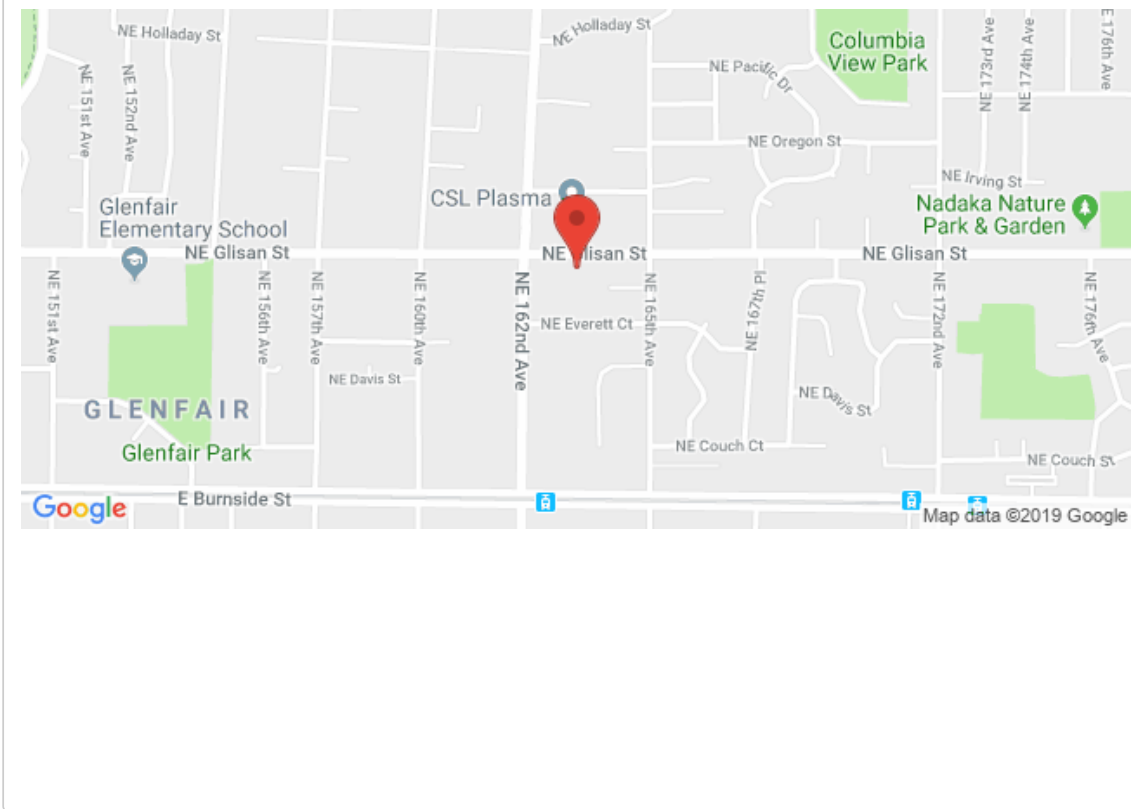 NE Holladay St
NE Holladay St
Columbia
View Park
NE 173rd Ave
NE 174th Ave
E 176th Ave
NE 151st Ave
NE 152nd Ave
NE Pacific Dr
NE Oregon St
NE Irving St
CSL Plasma
Glenfair
Elementary School
Nadaka Nature
Park & Garden
NE Glisan St
NE Glisan St
NE Glisan St
NE 151st Ave
NE 156th Ave
NE 157th Ave
NE 160th Ave
NE 162nd Ave
NE 165th Ave
NE 167th Pl
NE 172nd Ave
NE 176th Ave
NE Everett Ct
NE Davis St
NE Davis St
GLENFAIR
Glenfair Park
NE Couch Ct
NE Couch St
E Burnside St
Google
Map data ©2019 Google